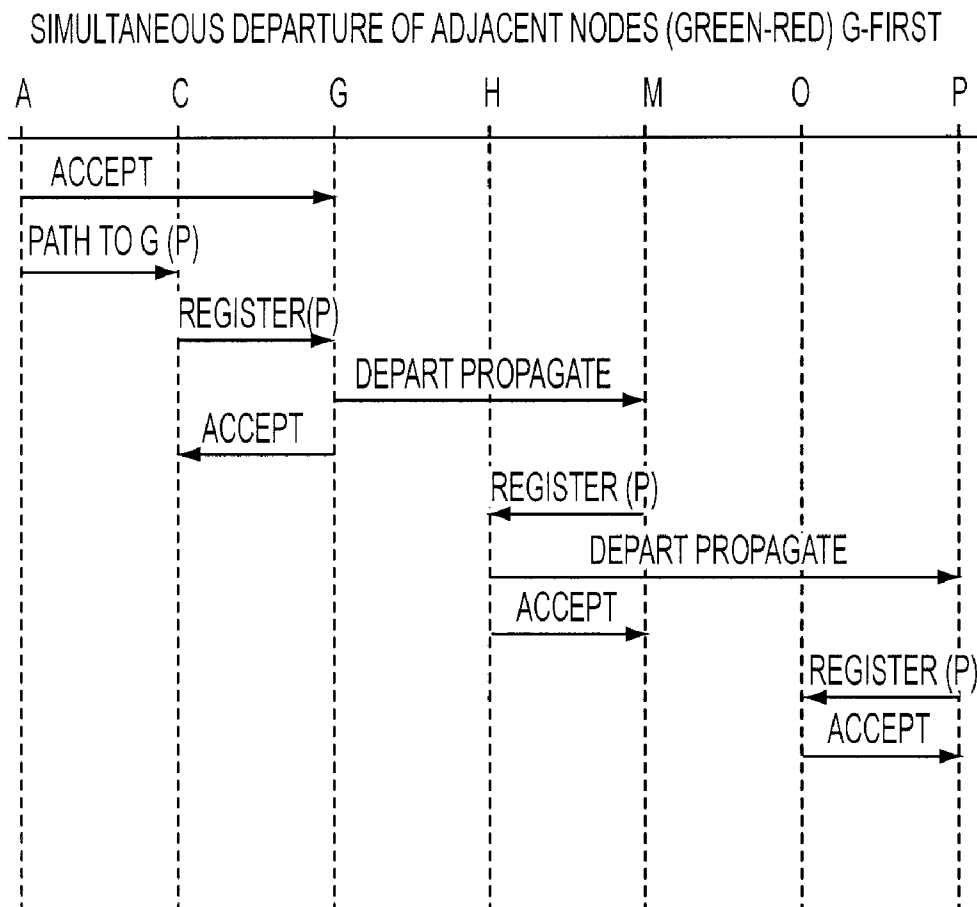 SIMULTANEOUS DEPARTURE OF ADJACENT NODES (GREEN-RED) G-FIRST
A C G H M O P
ACCEPT
PATH TO G (P)
REGISTER(P)
DEPART PROPAGATE
ACCEPT
REGISTER (P)
DEPART PROPAGATE
ACCEPT
REGISTER (P)
ACCEPT